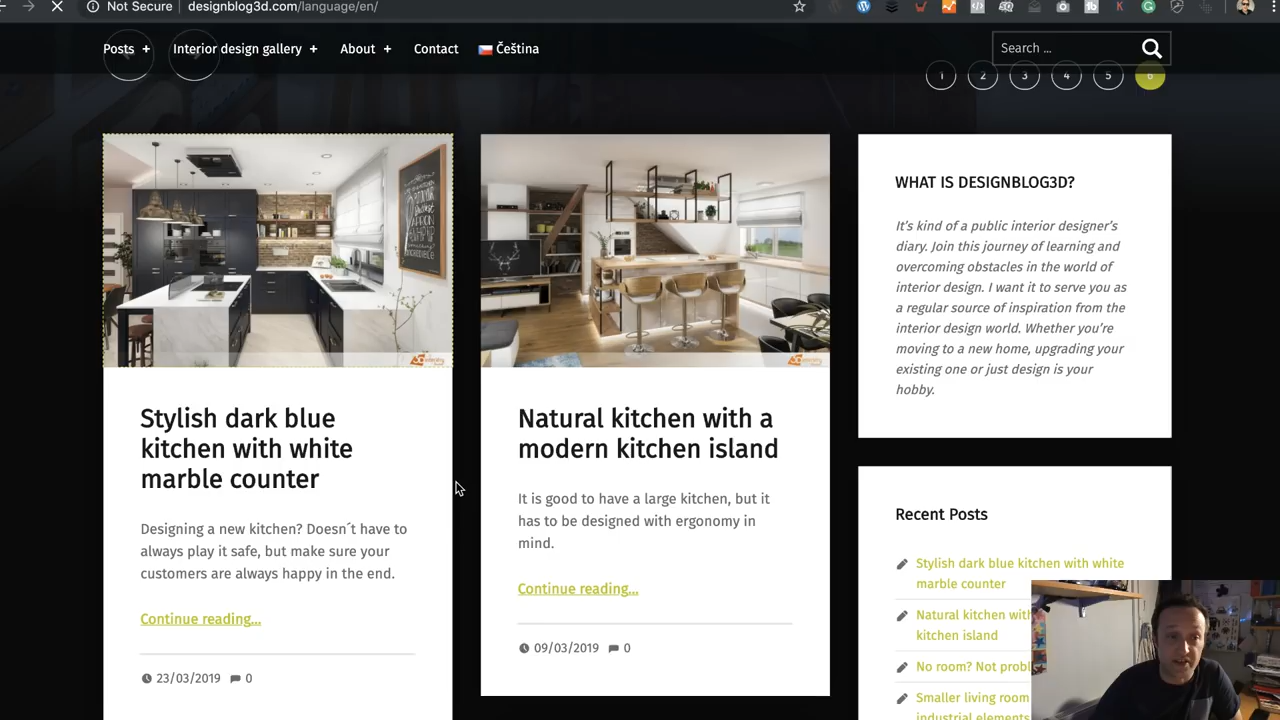 Not Secure | designblog3d.com/language/en/
Posts + Interior design gallery + About + Contact Čeština
Search ...
1 2 3 4 5 6
Stylish dark blue
kitchen with white
marble counter
Designing a new kitchen? Doesn´t have to
always play it safe, but make sure your
customers are always happy in the end.
Continue reading...
23/03/2019 0
Natural kitchen with a
modern kitchen island
It is good to have a large kitchen, but it
has to be designed with ergonomy in
mind.
Continue reading...
09/03/2019 0
WHAT IS DESIGNBLOG3D?
It's kind of a public interior designer's
diary. Join this journey of learning and
overcoming obstacles in the world of
interior design. I want it to serve you as
a regular source of inspiration from the
interior design world. Whether you're
moving to a new home, upgrading your
existing one or just design is your
hobby.
Recent Posts
Stylish dark blue kitchen with white
marble counter
Natural kitchen with
kitchen island
No room? Not probl
Smaller living room
industrial elements